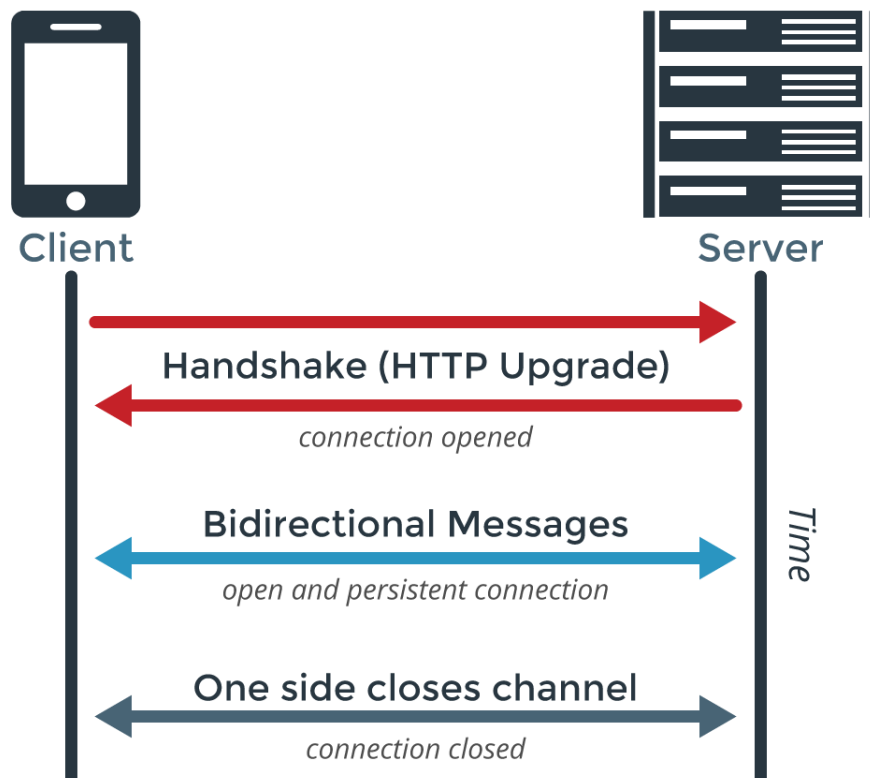 Client
Server
Handshake (HTTP Upgrade)
connection opened
Bidirectional Messages
Time
open and persistent connection
One side closes channel
connection closed